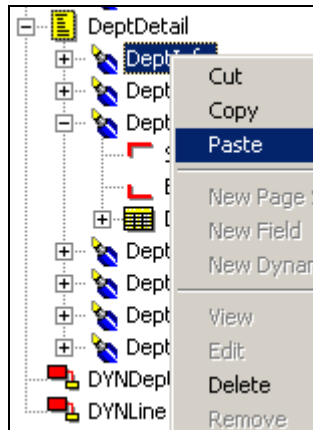 DeptDetail
DeptInfo
Dept
Dept
Dept
Dept
Dept
Dept
DYNDept
DYNLine
Cut
Copy
Paste
New Page
New Field
New Dynam
View
Edit
Delete
Remove